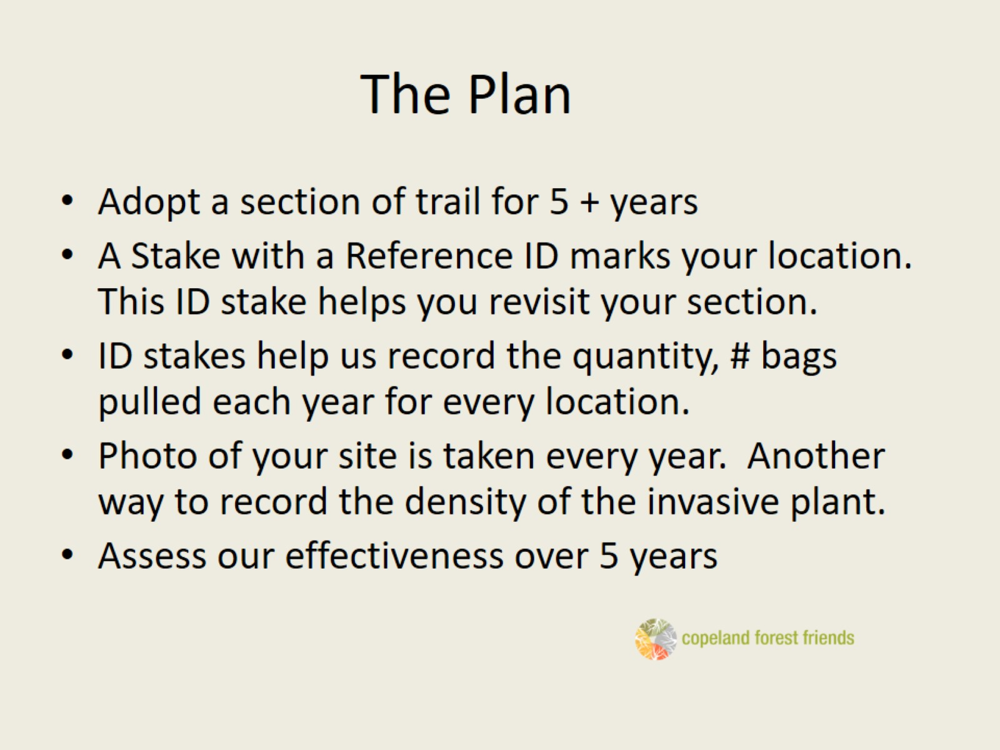 The Plan
• Adopt a section of trail for 5 + years
• A Stake with a Reference ID marks your location.
This ID stake helps you revisit your section.
• ID stakes help us record the quantity, # bags
pulled each year for every location.
• Photo of your site is taken every year.  Another
way to record the density of the invasive plant.
• Assess our effectiveness over 5 years
copeland forest friends